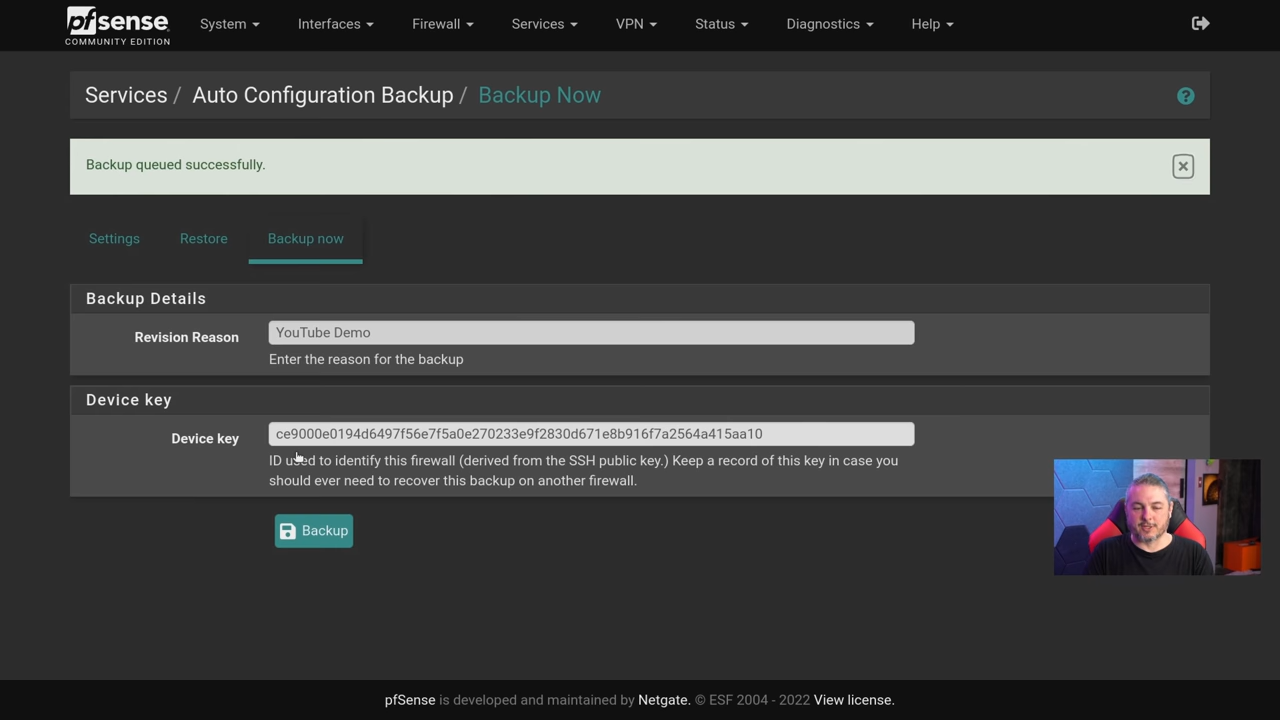 pfsense
COMMUNITY EDITION
System
Interfaces
Firewall
Services
VPN
Status
Diagnostics
Help
Services / Auto Configuration Backup / Backup Now
Backup queued successfully.
Settings
Restore
Backup now
Backup Details
Revision Reason
YouTube Demo
Enter the reason for the backup
Device key
Device key
ce9000e0194d6497f56e7f5a0e270233e9f2830d671e8b916f7a2564a415aa10
ID used to identify this firewall (derived from the SSH public key.) Keep a record of this key in case you
should ever need to recover this backup on another firewall.
Backup
pfSense is developed and maintained by Netgate. © ESF 2004 - 2022 View license.